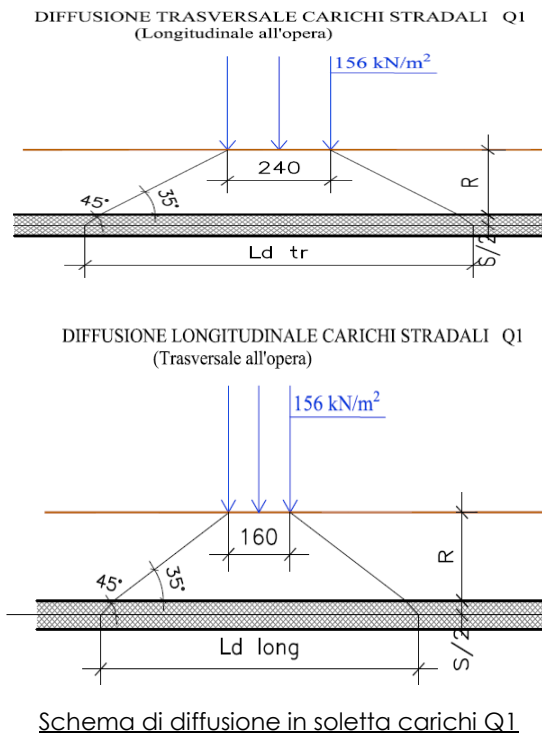 DIFFUSIONE TRASVERSALE CARICHI STRADALI Q1
(Longitudinale all'opera)
156 kN/m²
240
R
45°
35°
S/2
Ld tr
DIFFUSIONE LONGITUDINALE CARICHI STRADALI Q1
(Trasversale all'opera)
156 kN/m²
160
R
45°
35°
S/2
Ld long
Schema di diffusione in soletta carichi Q1